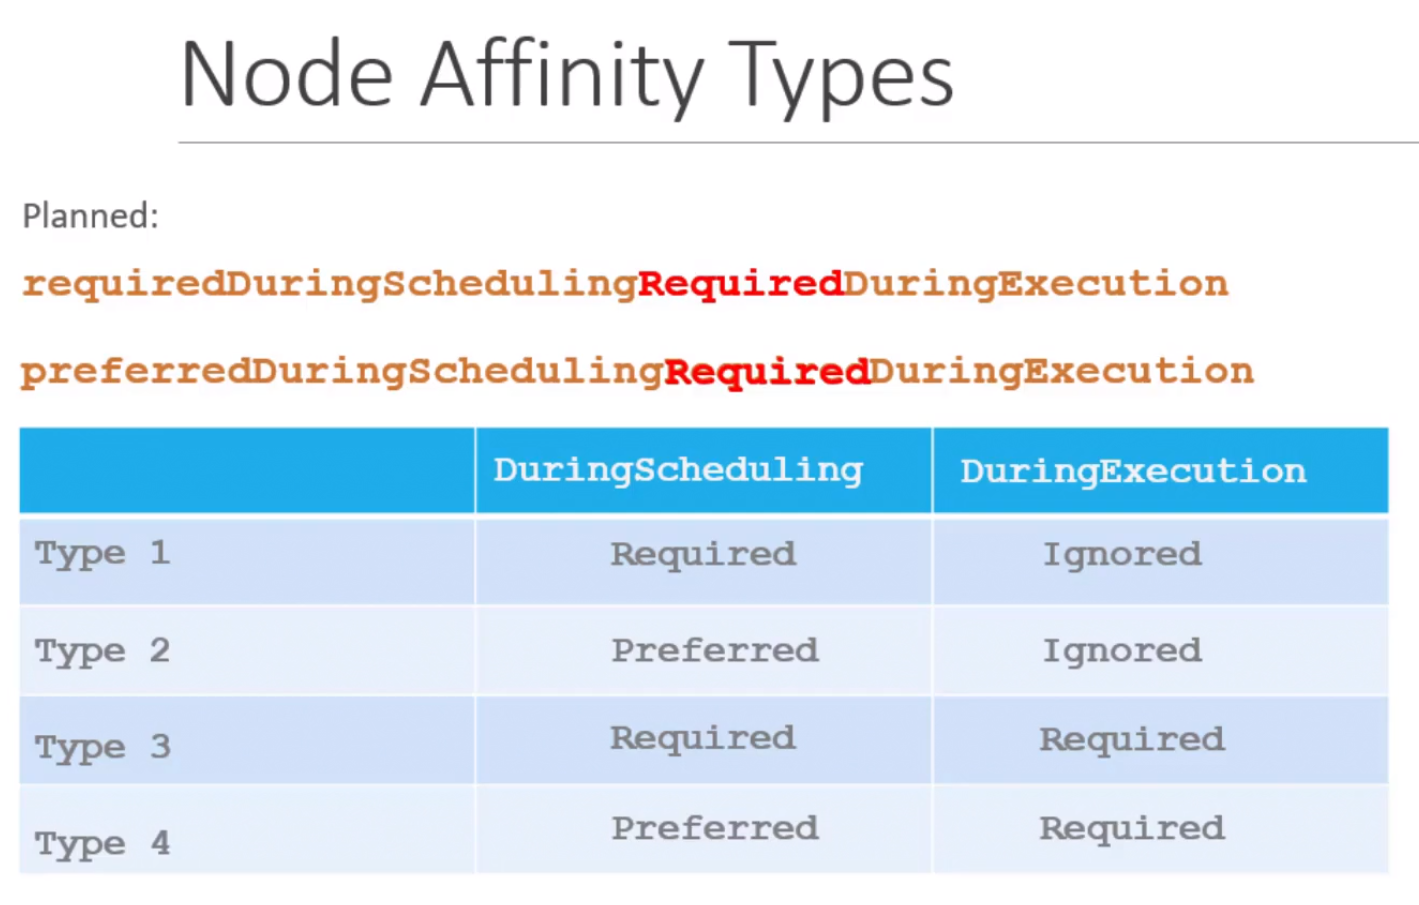 Node Affinity Types
Planned:
requiredDuringSchedulingRequiredDuringExecution
preferredDuringSchedulingRequiredDuringExecution
DuringScheduling DuringExecution
Type 1 Required Ignored
Type 2 Preferred Ignored
Type 3 Required Required
Type 4 Preferred Required